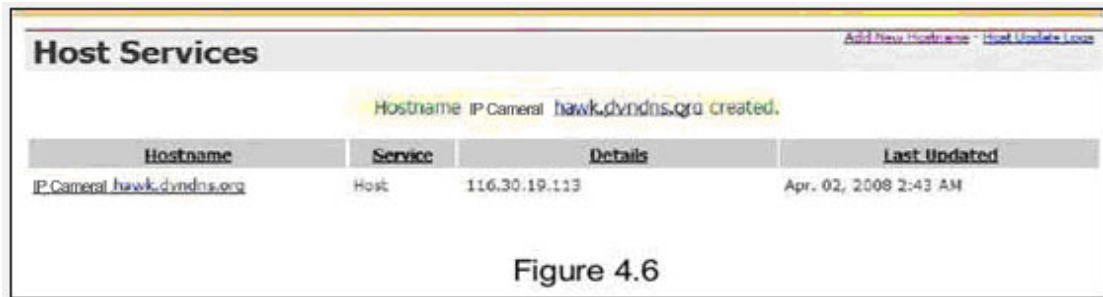 Host Services
Add New Hostname - Host Update Logs
Hostname IP Cameral hawk.dyndns.org created.
Hostname Service Details Last Updated
IP Cameral hawk.dyndns.org Host 116.30.19.113 Apr. 02, 2008 2:43 AM
Figure 4.6